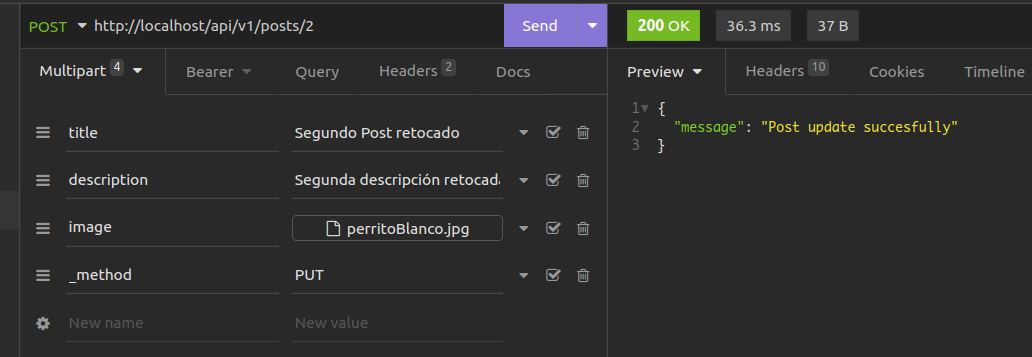 POST http://localhost/api/v1/posts/2 Send 200 OK 36.3 ms 37 B
Multipart 4 Bearer Query Headers 2 Docs Preview Headers 10 Cookies Timeline
title Segundo Post retocado
description Segunda descripción retocada
image perritoBlanco.jpg
_method PUT
New name New value
1 {
2 "message": "Post update succesfully"
3 }